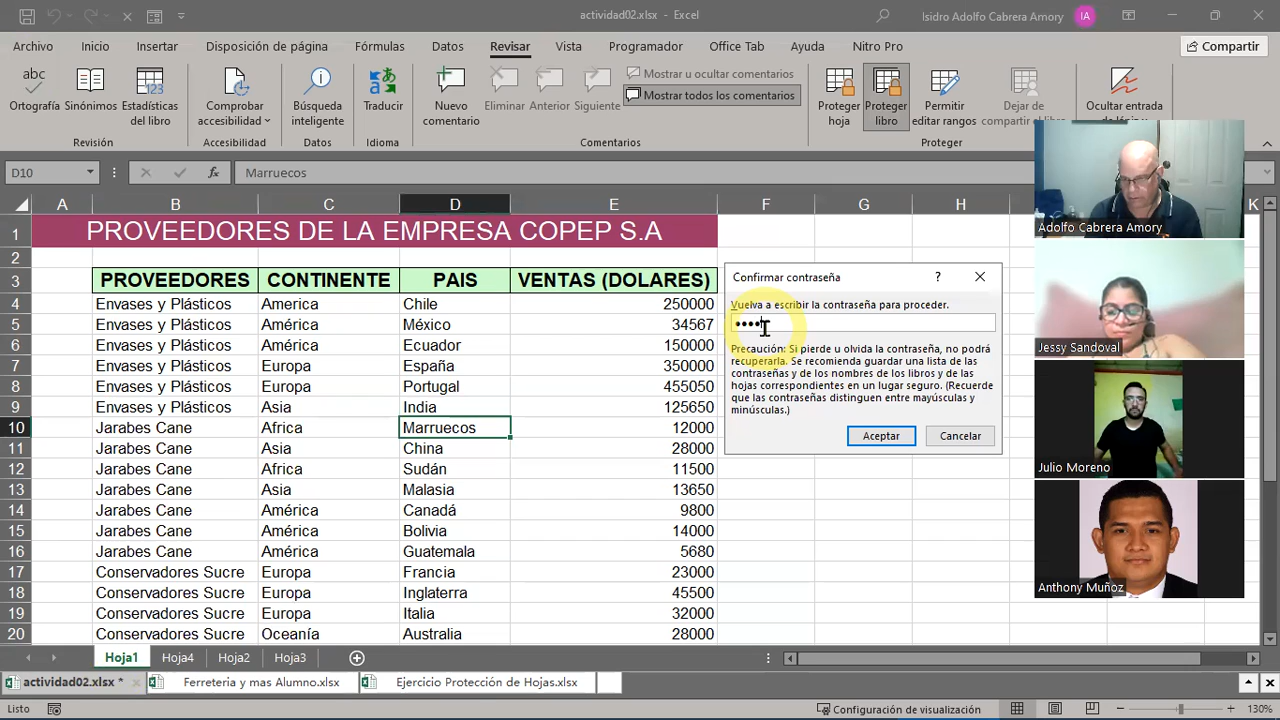 actividad02.xlsx - Excel
Isidro Adolfo Cabrera Amory
IA
Archivo Inicio Insertar Disposición de página Fórmulas Datos Revisar Vista Programador Office Tab Ayuda Nitro Pro
Compartir
Ortografía
Sinónimos
Estadísticas
del libro
Comprobar
accesibilidad
Búsqueda
inteligente
Traducir
Nuevo
comentario
Eliminar
Anterior
Siguiente
Mostrar u ocultar comentarios
Mostrar todos los comentarios
Proteger
hoja
Proteger
libro
Permitir
editar rangos
Dejar de
compartir el libro
Ocultar entrada
Revisión Accesibilidad Datos Idioma Comentarios Proteger
D10 fx Marruecos
A B C D E F G H K
1 PROVEEDORES DE LA EMPRESA COPEP S.A
2
3 PROVEEDORES CONTINENTE PAIS VENTAS (DOLARES)
4 Envases y Plásticos America Chile 250000
5 Envases y Plásticos América México 34567
6 Envases y Plásticos América Ecuador 150000
7 Envases y Plásticos Europa España 350000
8 Envases y Plásticos Europa Portugal 455050
9 Envases y Plásticos Asia India 125650
10 Jarabes Cane Africa Marruecos 12000
11 Jarabes Cane Asia China 28000
12 Jarabes Cane Africa Sudán 11500
13 Jarabes Cane Asia Malasia 13650
14 Jarabes Cane América Canadá 9800
15 Jarabes Cane América Bolivia 14000
16 Jarabes Cane América Guatemala 5680
17 Conservadores Sucre Europa Francia 23000
18 Conservadores Sucre Europa Inglaterra 45500
19 Conservadores Sucre Europa Italia 32000
20 Conservadores Sucre Oceanía Australia 28000
Confirmar contraseña ?
Vuelva a escribir la contraseña para proceder.
Precaución: Si pierde u olvida la contraseña, no podrá
recuperarla. Se recomienda guardar una lista de las
contraseñas y de los nombres de los libros y de las
hojas correspondientes en un lugar seguro. (Recuerde
que las contraseñas distinguen entre mayúsculas y
minúsculas.)
Aceptar Cancelar
Adolfo Cabrera Amory
Jessy Sandoval
Julio Moreno
Anthony Muñoz
Hoja1 Hoja4 Hoja2 Hoja3
actividad02.xlsx * Ferreteria y mas Alumno.xlsx Ejercicio Protección de Hojas.xlsx
Listo Configuración de visualización 130%